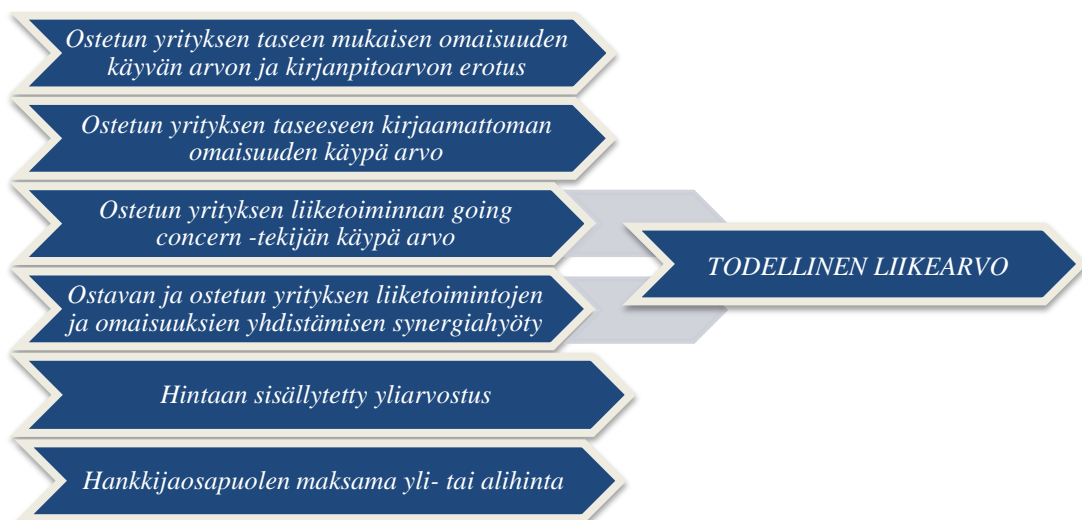 Ostetun yrityksen taseen mukaisen omaisuuden
käyvän arvon ja kirjanpitoarvon erotus
Ostetun yrityksen taseeseen kirjaamattoman
omaisuuden käypä arvo
Ostetun yrityksen liiketoiminnan going
concern -tekijän käypä arvo
Ostavan ja ostetun yrityksen liiketoimintojen
ja omaisuuksien yhdistämisen synergiahyöty
Hintaan sisällytetty yliarvostus
Hankkijaosapuolen maksama yli- tai alihinta
TODELLINEN LIIKEARVO